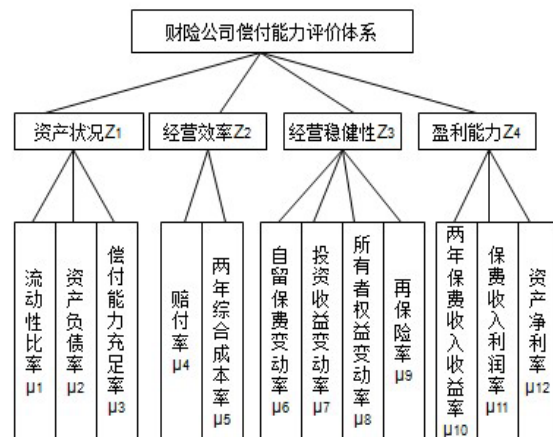 财险公司偿付能力评价体系
资产状况Z1
经营效率Z2
经营稳健性Z3
盈利能力Z4
流动性比率μ1
资产负债率μ2
偿付能力充足率μ3
赔付率μ4
两年综合成本率μ5
自留保费变动率μ6
投资收益变动率μ7
所有者权益变动率μ8
再保险率μ9
两年保费收入收益率μ10
保费收入利润率μ11
资产净利率μ12